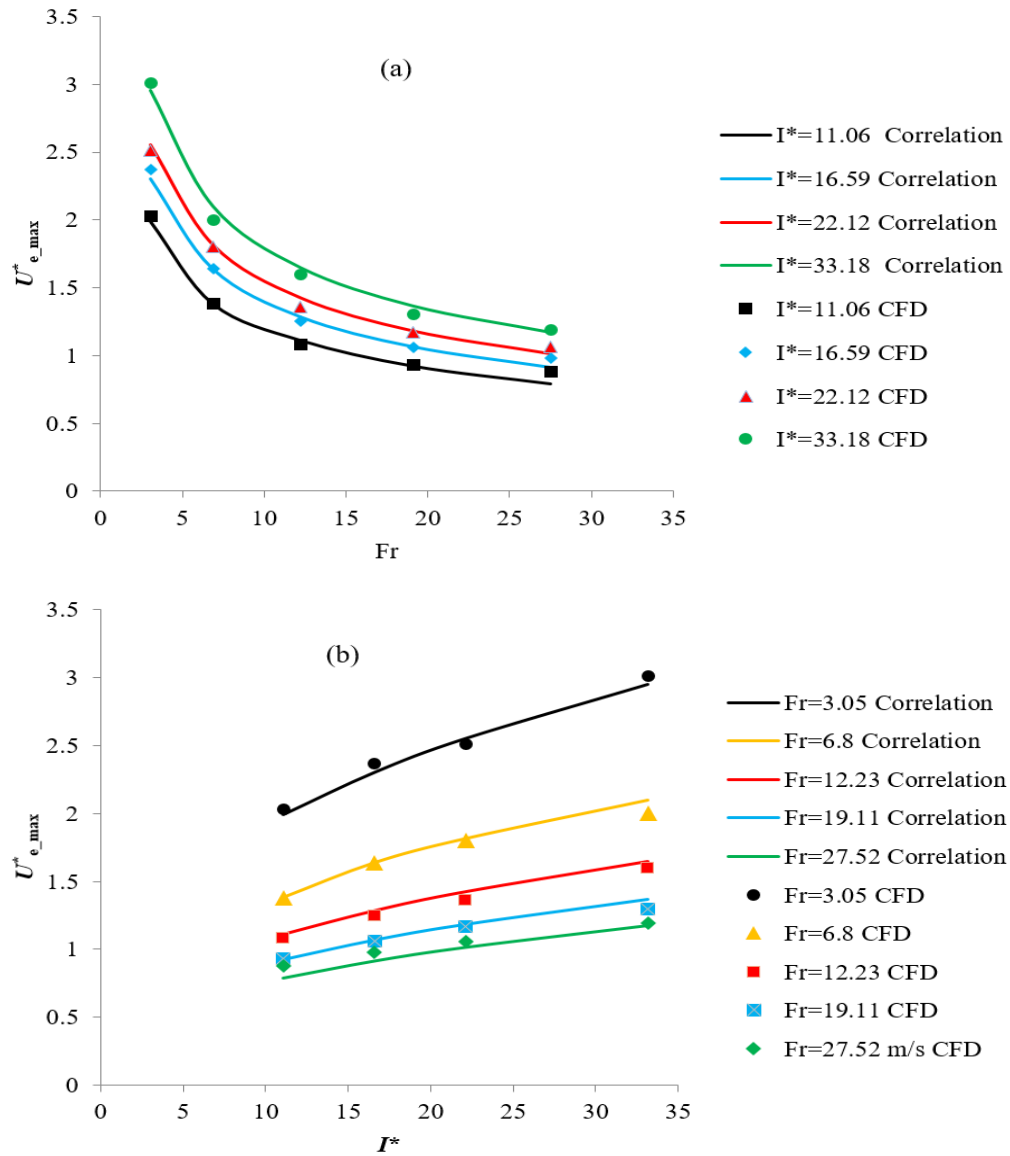 3.5
3
2.5
2
1.5
1
0.5
0
0 5 10 15 20 25 30 35
U*e_max
Fr
(a)
I*=11.06 Correlation
I*=16.59 Correlation
I*=22.12 Correlation
I*=33.18 Correlation
I*=11.06 CFD
I*=16.59 CFD
I*=22.12 CFD
I*=33.18 CFD
3.5
3
2.5
2
1.5
1
0.5
0
0 5 10 15 20 25 30 35
U*e_max
I*
(b)
Fr=3.05 Correlation
Fr=6.8 Correlation
Fr=12.23 Correlation
Fr=19.11 Correlation
Fr=27.52 Correlation
Fr=3.05 CFD
Fr=6.8 CFD
Fr=12.23 CFD
Fr=19.11 CFD
Fr=27.52 m/s CFD